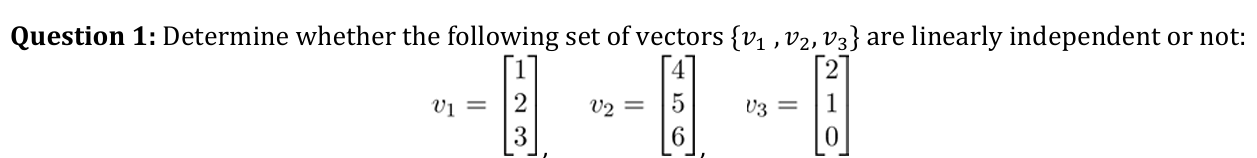 Question 1: Determine whether the following set of vectors {v₁ , v₂, v₃} are linearly independent or not:
v₁ = [1 2 3], v₂ = [4 5 6], v₃ = [2 1 0]